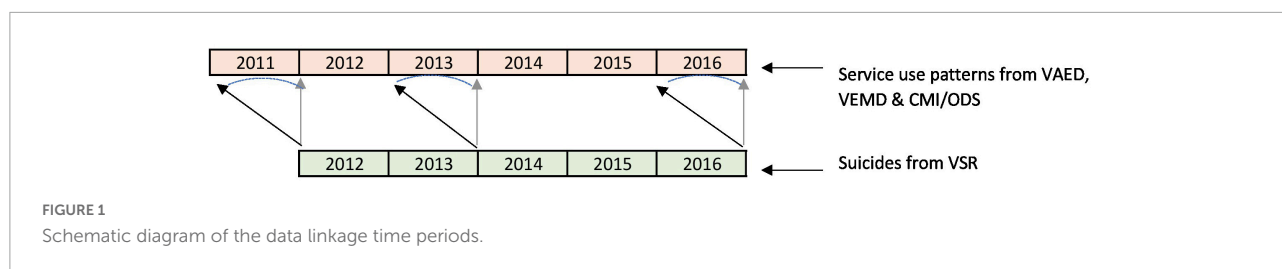 2011 2012 2013 2014 2015 2016
Service use patterns from VAED,
VEMD & CMI/ODS
2012 2013 2014 2015 2016
Suicides from VSR
FIGURE 1
Schematic diagram of the data linkage time periods.